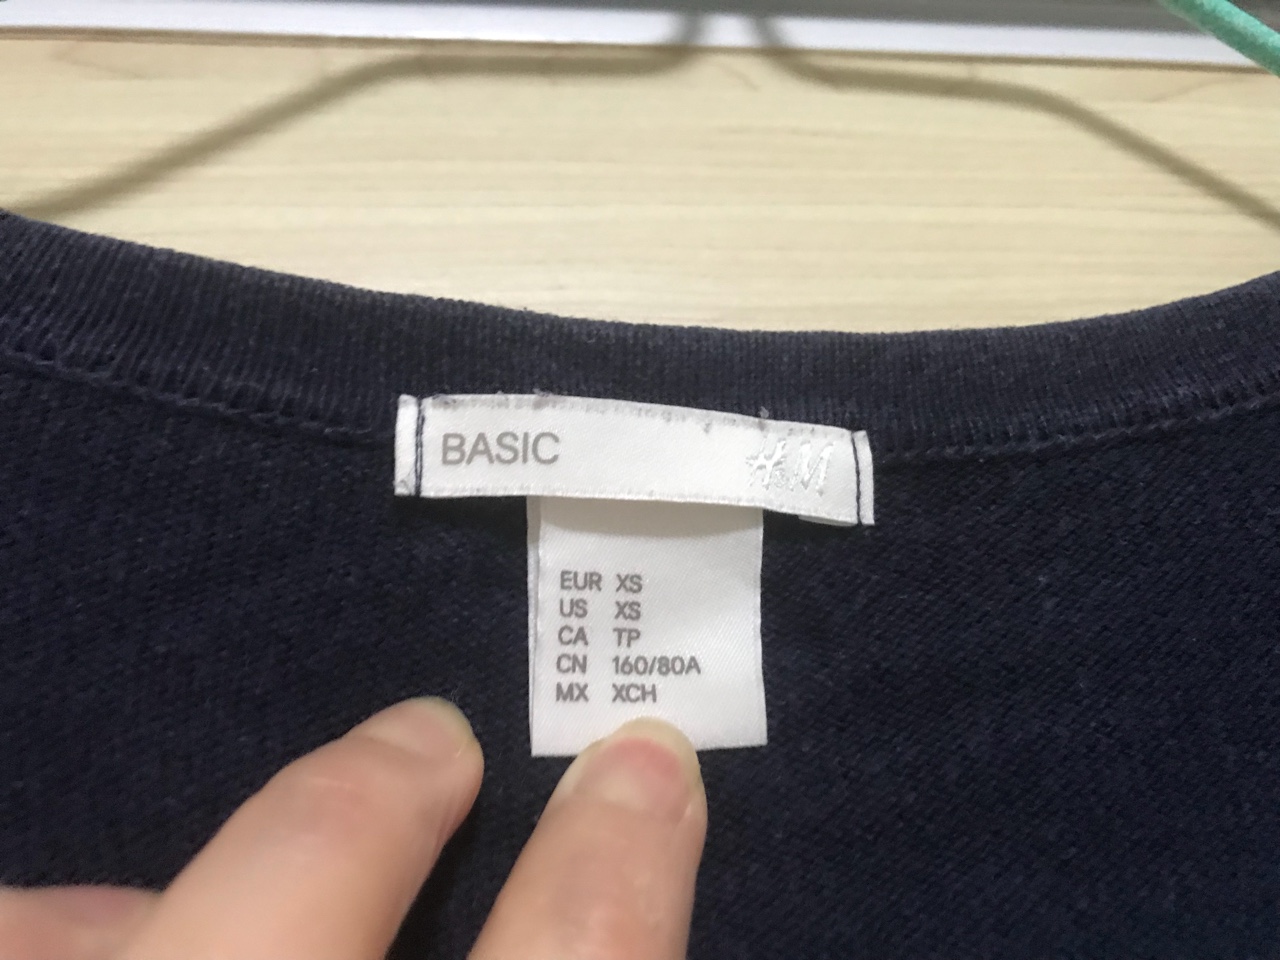 BASIC H&M
EUR XS
US XS
CA TP
CN 160/80A
MX XCH